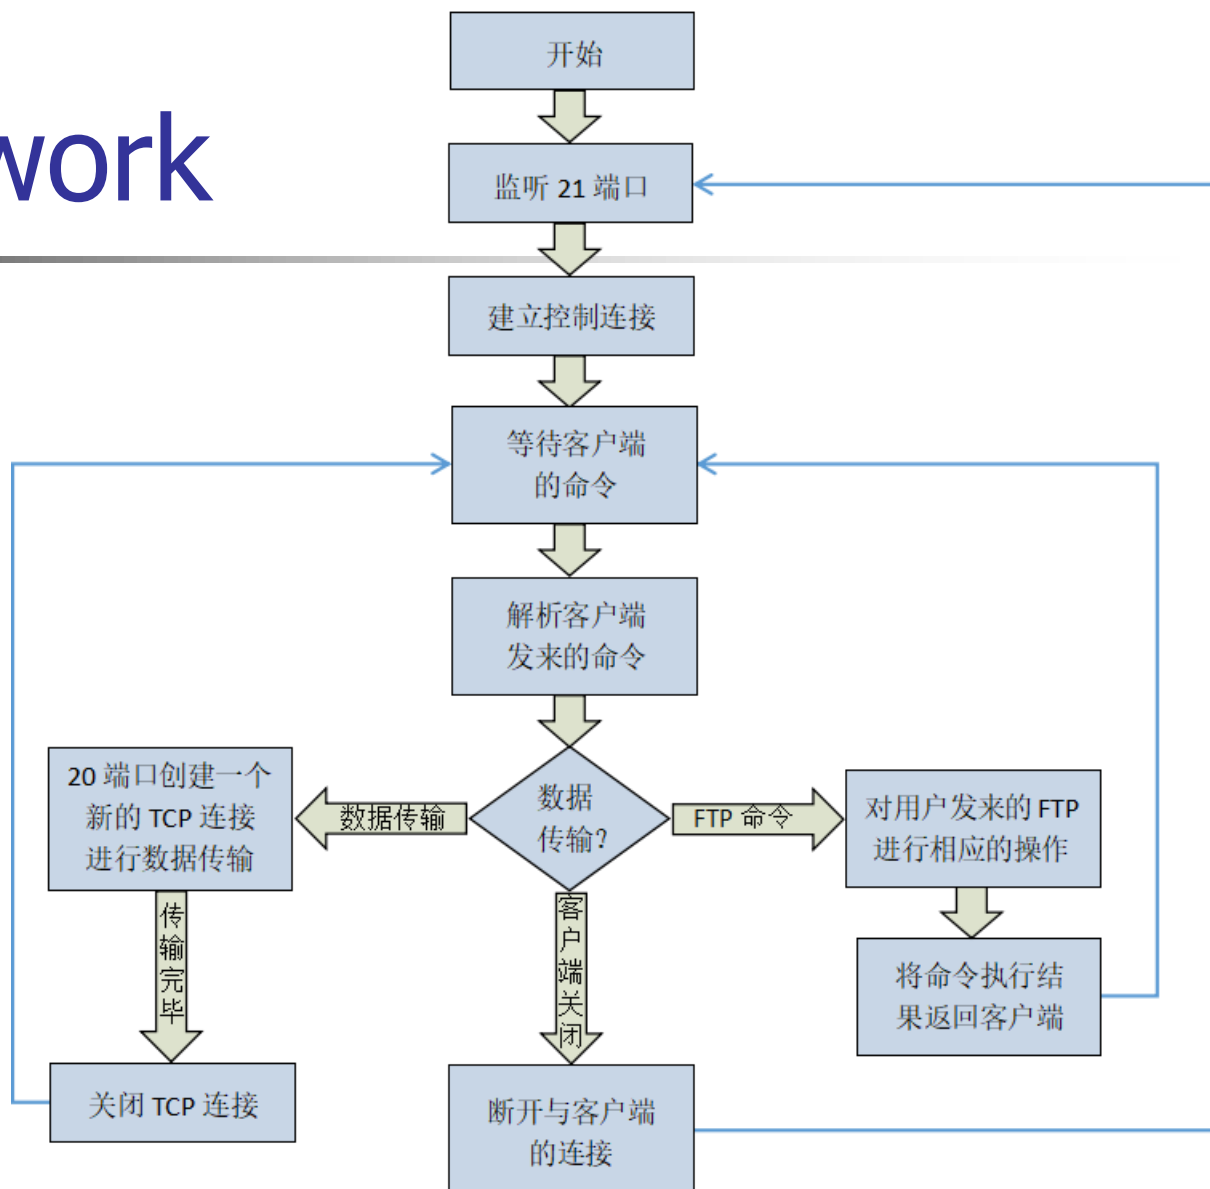 开始
work
监听 21 端口
建立控制连接
等待客户端
的命令
解析客户端
发来的命令
20 端口创建一个
新的 TCP 连接
进行数据传输
数据传输
数据
传输?
FTP 命令
对用户发来的 FTP
进行相应的操作
传输完毕
客户端关闭
将命令执行结
果返回客户端
关闭 TCP 连接
断开与客户端
的连接